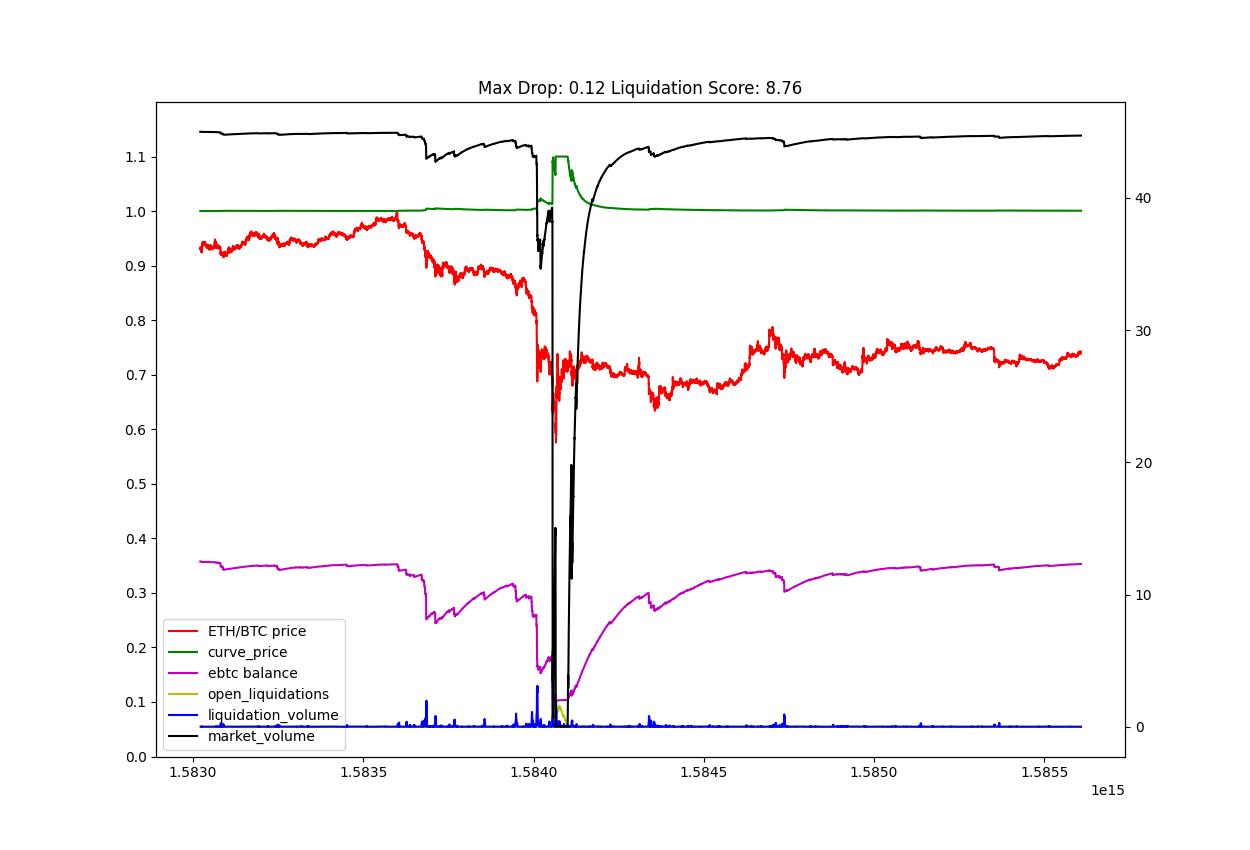 Max Drop: 0.12 Liquidation Score: 8.76
1.1
1.0
0.9
0.8
0.7
0.6
0.5
0.4
0.3
0.2
0.1
0.0
40
30
20
10
0
ETH/BTC price
curve_price
ebtc balance
open_liquidations
liquidation_volume
market_volume
1.5830 1.5835 1.5840 1.5845 1.5850 1.5855
1e15